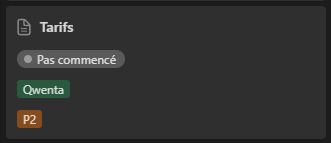 Tarifs
Pas commencé
Qwenta
P2